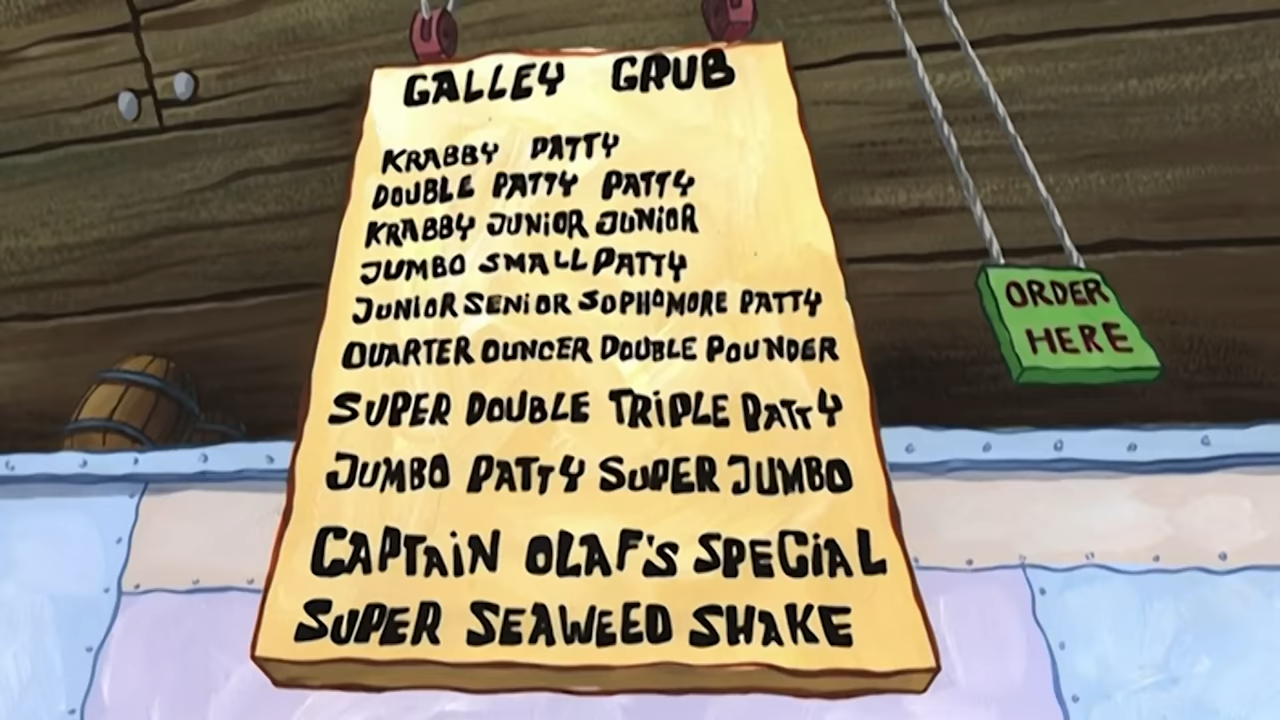 GALLEY GRUB
KRABBY PATTY
DOUBLE PATTY PATTY
KRABBY JUNIOR JUNIOR
JUMBO SMALL PATTY
JUNIOR SENIOR SOPHOMORE PATTY
QUARTER OUNCER DOUBLE POUNDER
SUPER DOUBLE TRIPLE PATTY
JUMBO PATTY SUPER JUMBO
CAPTAIN OLAF'S SPECIAL
SUPER SEAWEED SHAKE
ORDER
HERE